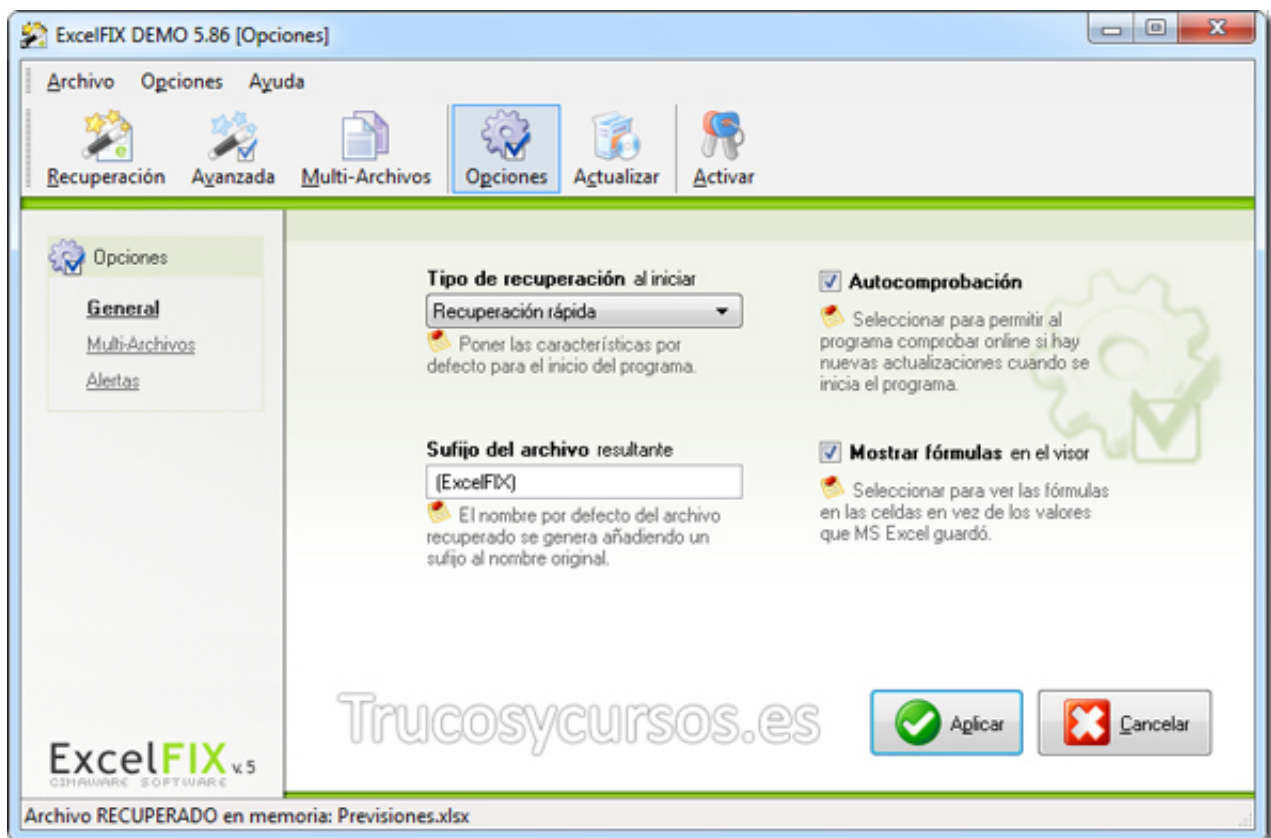 ExcelFIX DEMO 5.86 [Opciones]
Archivo Opciones Ayuda
Recuperación Avanzada Multi-Archivos Opciones Actualizar Activar
Opciones
General
Multi-Archivos
Alertas
Tipo de recuperación al iniciar
Recuperación rápida
Poner las características por
defecto para el inicio del programa.
Sufijo del archivo resultante
(ExcelFIX)
El nombre por defecto del archivo
recuperado se genera añadiendo un
sufijo al nombre original.
Autocomprobación
Seleccionar para permitir al
programa comprobar online si hay
nuevas actualizaciones cuando se
inicia el programa.
Mostrar fórmulas en el visor
Seleccionar para ver las fórmulas
en las celdas en vez de los valores
que MS Excel guardó.
Trucosycursos.es
Aplicar
Cancelar
ExcelFIX v.5
CIMAWARE SOFTWARE
Archivo RECUPERADO en memoria: Previsiones.xlsx